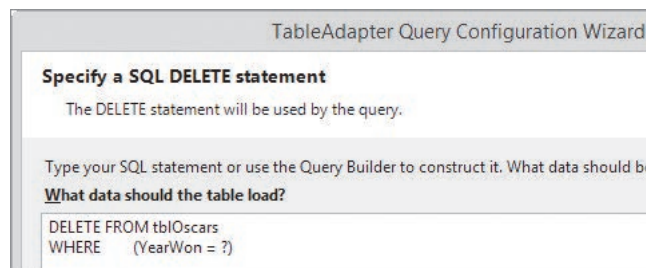 TableAdapter Query Configuration Wizard
Specify a SQL DELETE statement
The DELETE statement will be used by the query.
Type your SQL statement or use the Query Builder to construct it. What data should
What data should the table load?
DELETE FROM tblOscars
WHERE (YearWon = ?)